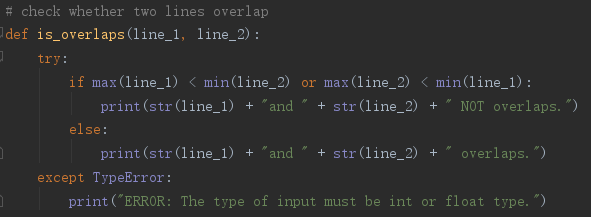 # check whether two lines overlap
def is_overlaps(line_1, line_2):
    try:
        if max(line_1) < min(line_2) or max(line_2) < min(line_1):
            print(str(line_1) + "and " + str(line_2) + " NOT overlaps.")
        else:
            print(str(line_1) + "and " + str(line_2) + " overlaps.")
    except TypeError:
        print("ERROR: The type of input must be int or float type.")